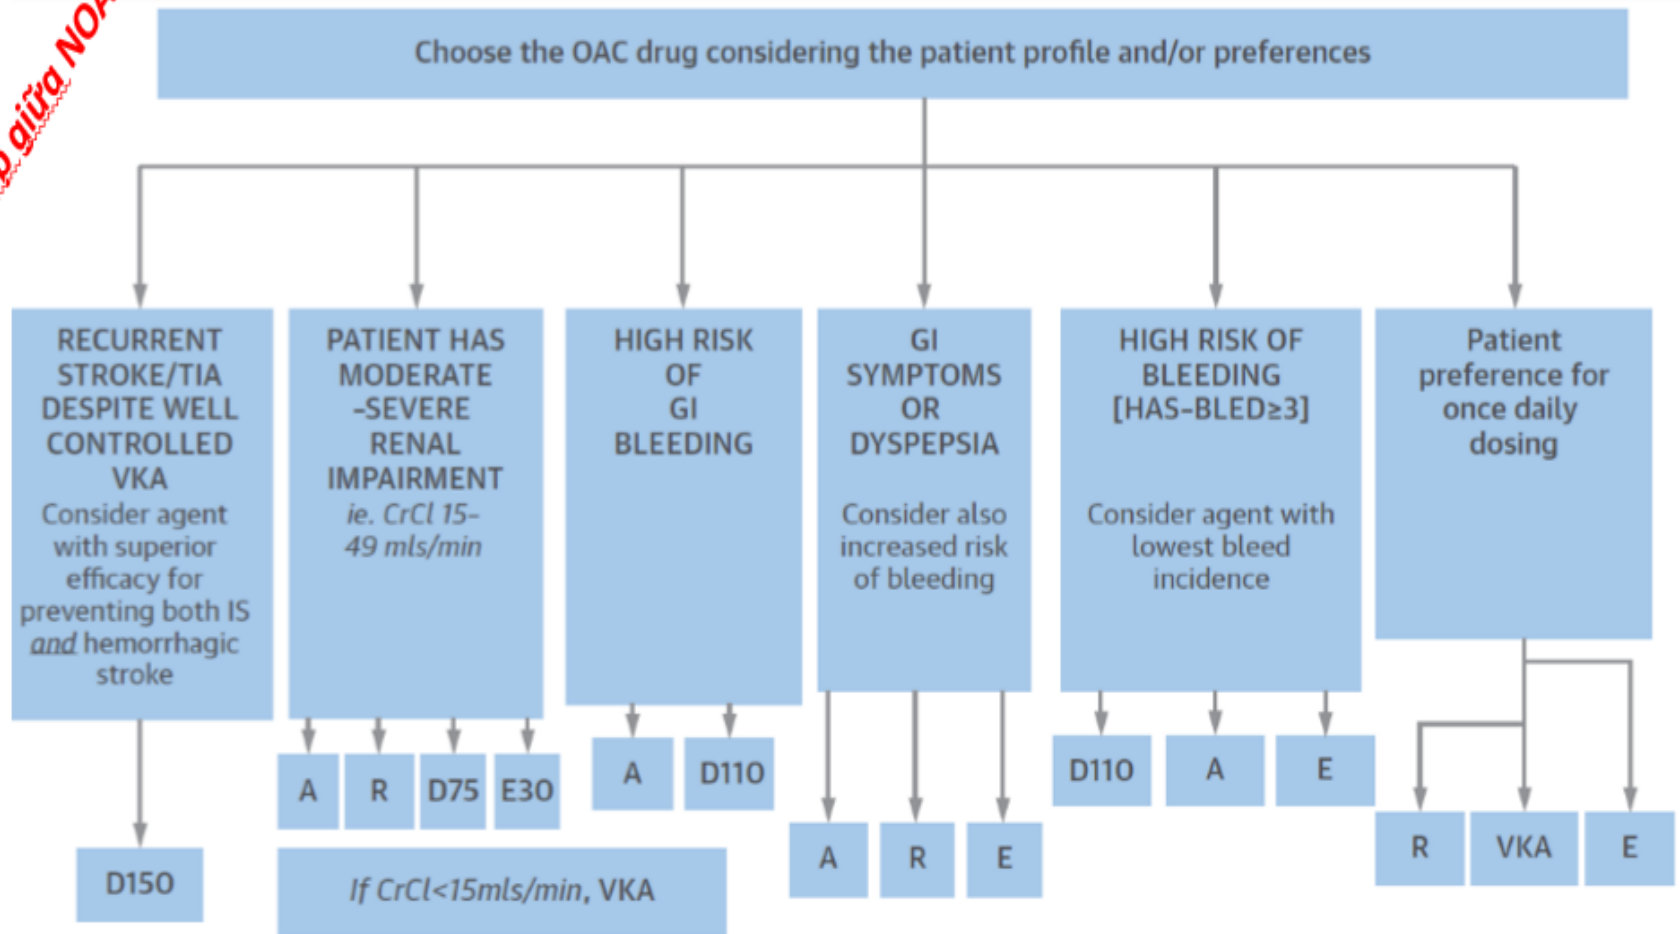 giữa NOA
Choose the OAC drug considering the patient profile and/or preferences
RECURRENT
STROKE/TIA
DESPITE WELL
CONTROLLED
VKA
Consider agent
with superior
efficacy for
preventing both IS
and hemorrhagic
stroke
D150
PATIENT HAS
MODERATE
-SEVERE
RENAL
IMPAIRMENT
ie. CrCl 15-
49 mls/min
A
R
D75
E30
If CrCl<15mls/min, VKA
HIGH RISK
OF
GI
BLEEDING
A
D110
GI
SYMPTOMS
OR
DYSPEPSIA
Consider also
increased risk
of bleeding
A
R
E
HIGH RISK OF
BLEEDING
[HAS-BLED≥3]
Consider agent with
lowest bleed
incidence
D110
A
E
Patient
preference for
once daily
dosing
R
VKA
E